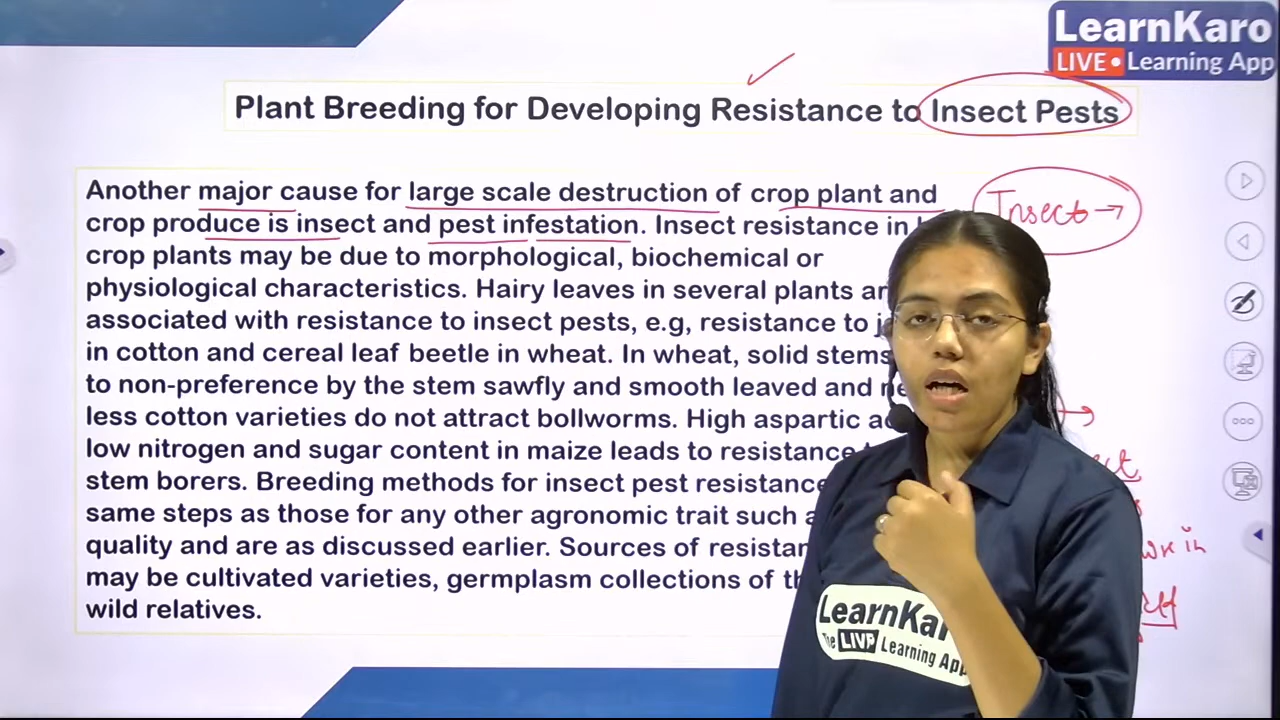 LearnKaro
LIVE • Learning App
Plant Breeding for Developing Resistance to Insect Pests
Another major cause for large scale destruction of crop plant and
Insect →
crop produce is insect and pest infestation. Insect resistance in
crop plants may be due to morphological, biochemical or
physiological characteristics. Hairy leaves in several plants
associated with resistance to insect pests, e.g, resistance to
in cotton and cereal leaf beetle in wheat. In wheat, solid stems
to non-preference by the stem sawfly and smooth leaved and
less cotton varieties do not attract bollworms. High aspartic
low nitrogen and sugar content in maize leads to resistance
stem borers. Breeding methods for insect pest resistance
same steps as those for any other agronomic trait such
quality and are as discussed earlier. Sources of
may be cultivated varieties, germplasm collections of
wild relatives.
LearnKar
The LIVE Learning App